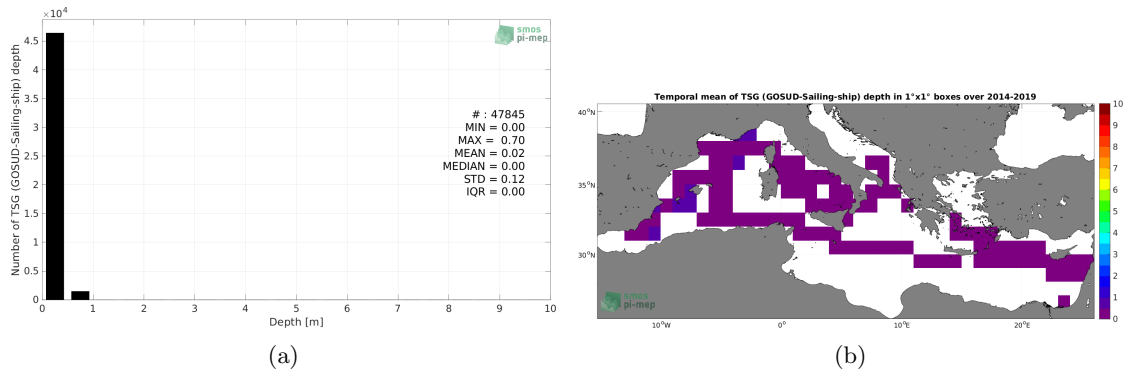 ×10⁴
4.5
4
3.5
3
2.5
2
1.5
1
0.5
0
Number of TSG (GOSUD-Sailing-ship) depth
smos
pi-mep
# : 47845
MIN = 0.00
MAX = 0.70
MEAN = 0.02
MEDIAN = 0.00
STD = 0.12
IQR = 0.00
0 1 2 3 4 5 6 7 8 9 10
Depth [m]
(a)
Temporal mean of TSG (GOSUD-Sailing-ship) depth in 1°x1° boxes over 2014-2019
40°N
35°N
30°N
smos
pi-mep
10°W 0° 10°E 20°E
10
9
8
7
6
5
4
3
2
1
0
(b)